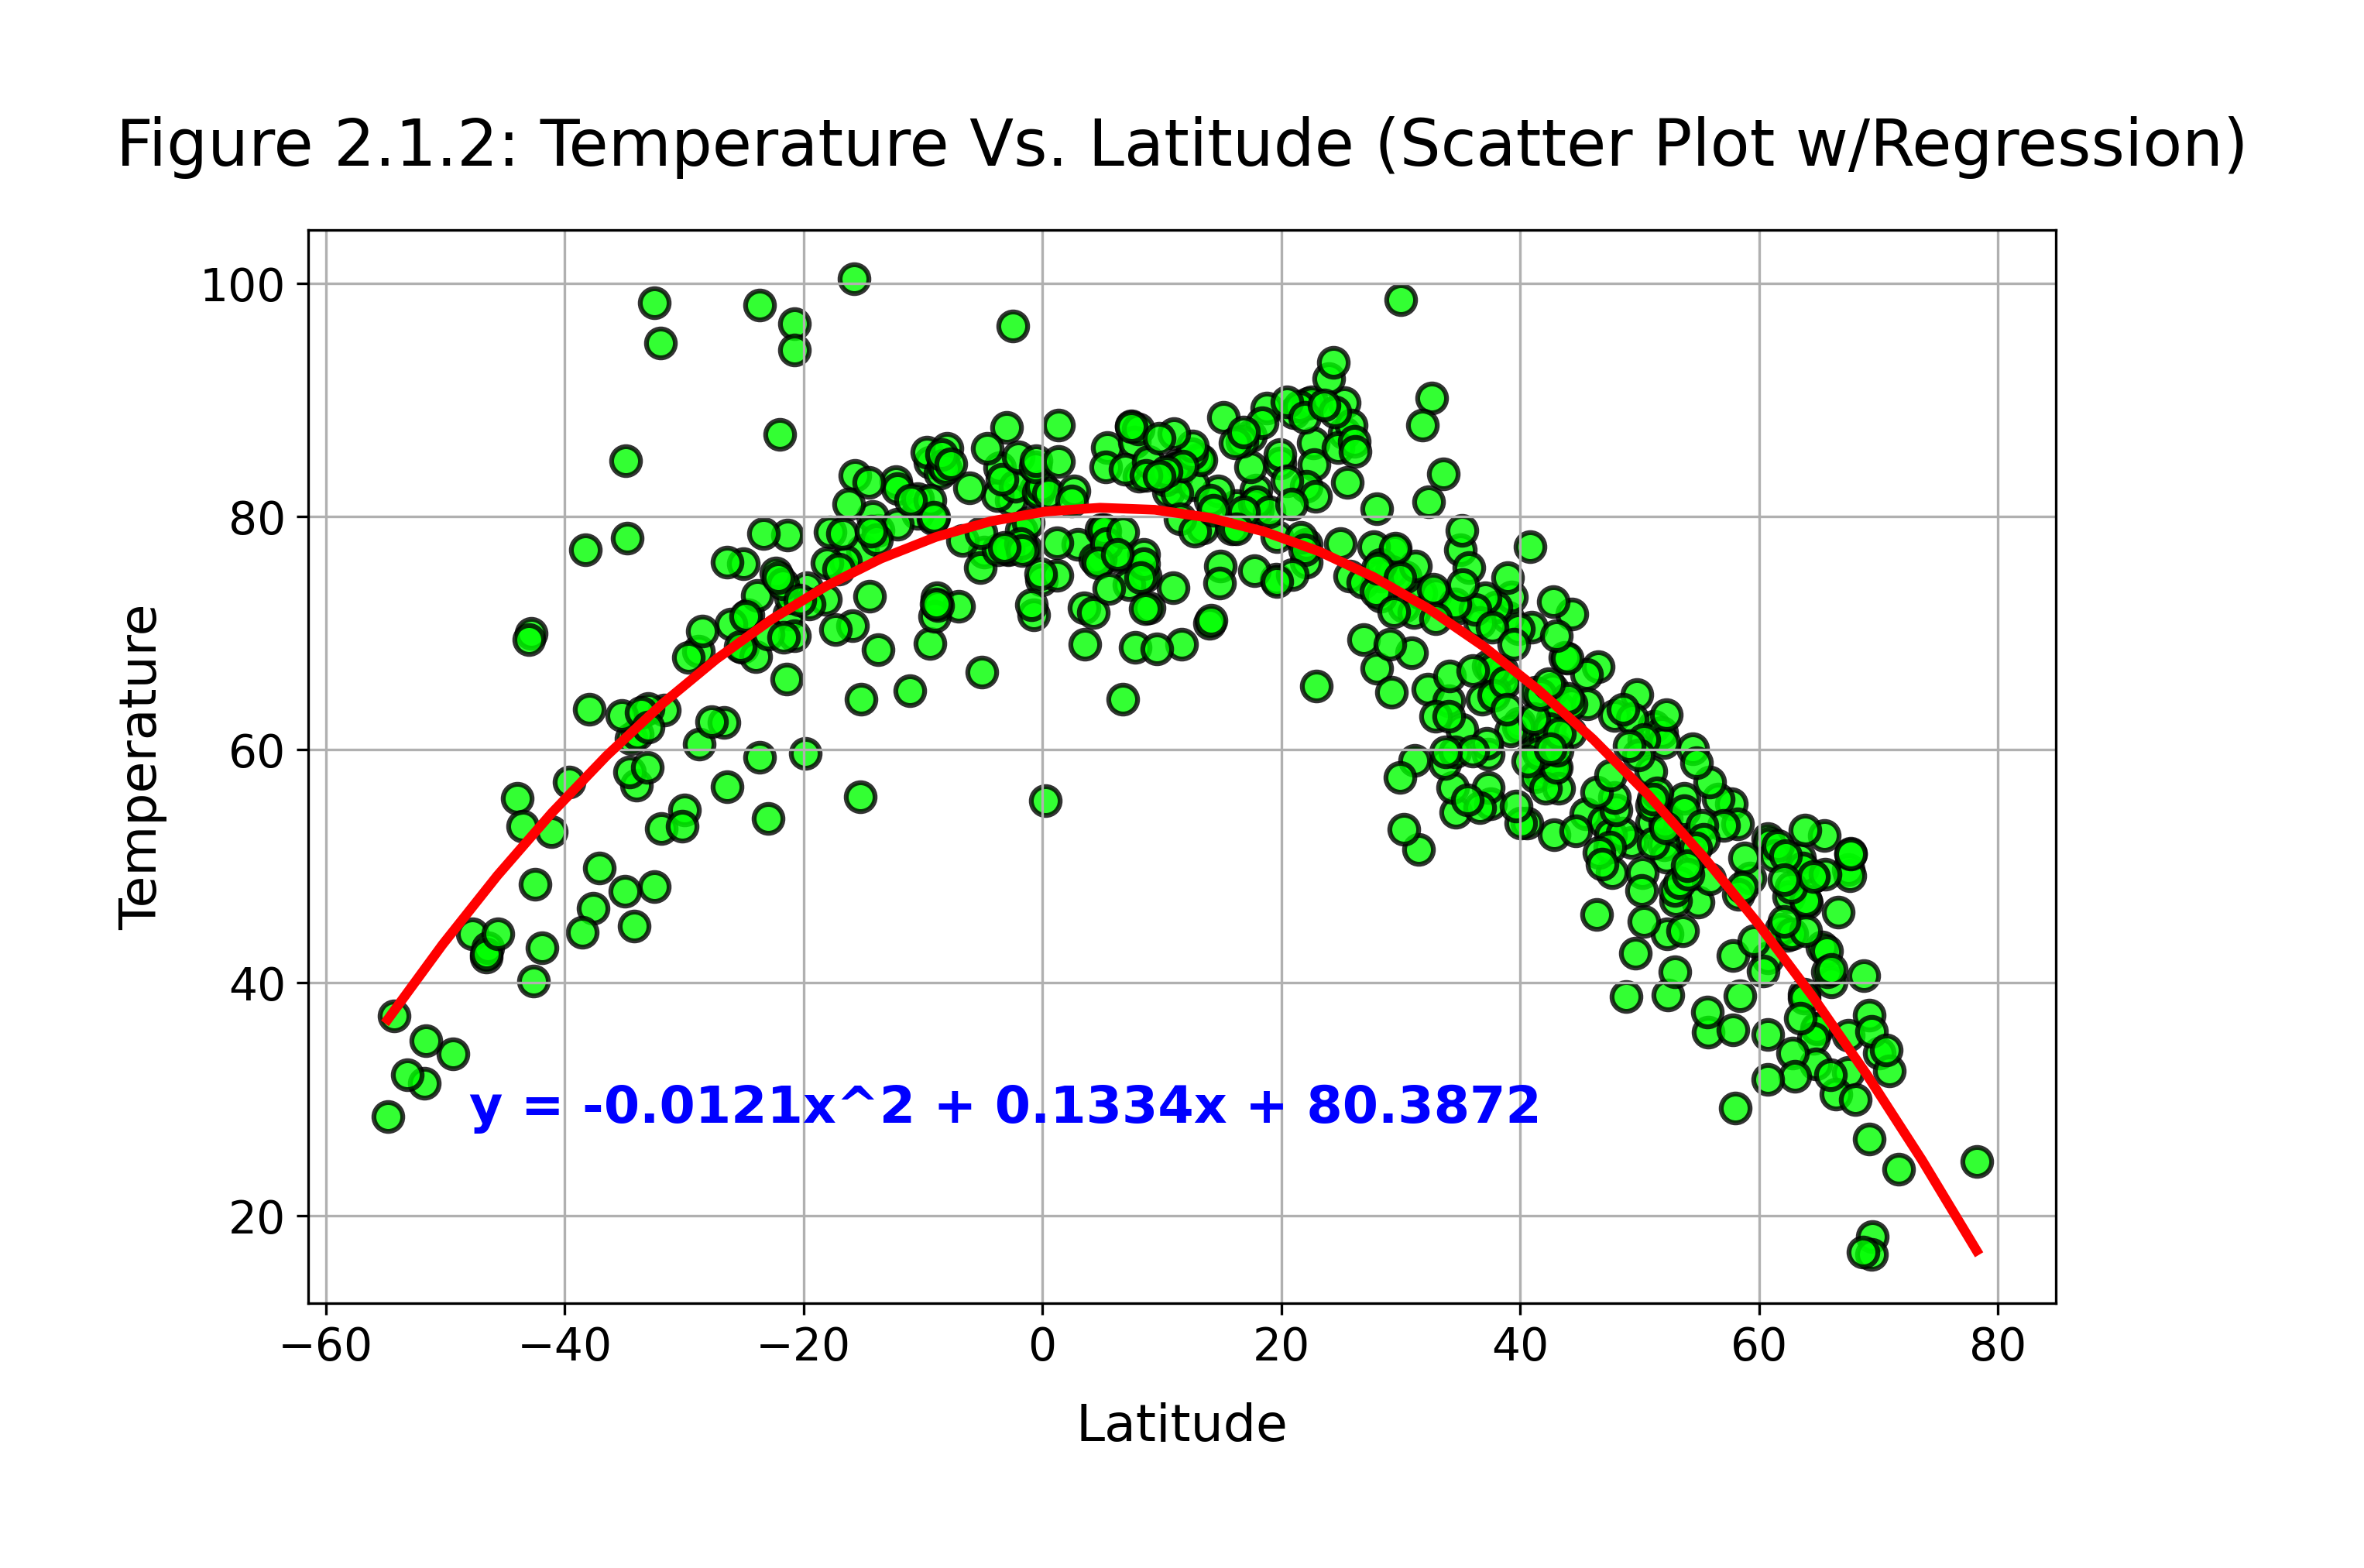 Figure 2.1.2: Temperature Vs. Latitude (Scatter Plot w/Regression)
100
80
60
40
20
Temperature
y = -0.0121x^2 + 0.1334x + 80.3872
−60 −40 −20 0 20 40 60 80
Latitude